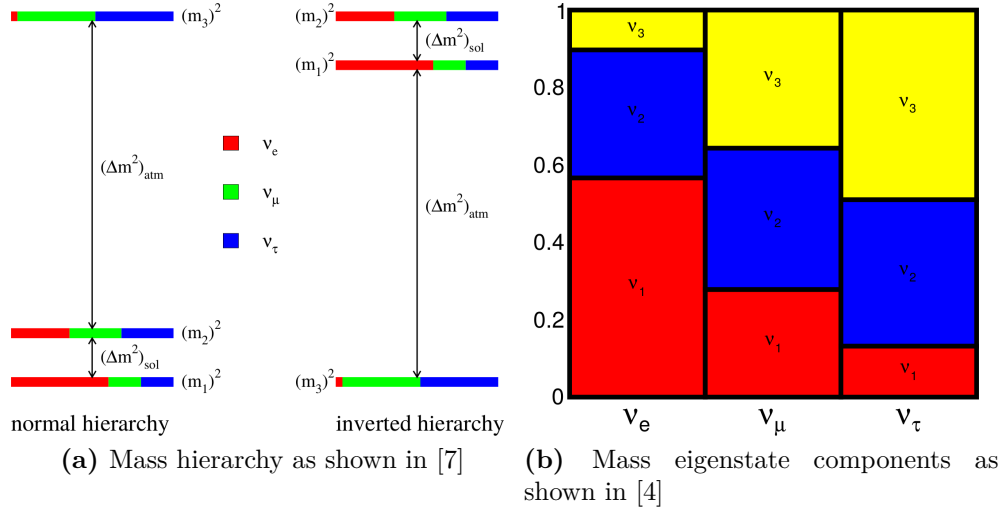 (m₃)²
(Δm²)atm
(m₂)²
(Δm²)sol
(m₁)²
normal hierarchy
νe
νμ
ντ
(m₂)²
(Δm²)sol
(m₁)²
(Δm²)atm
(m₃)²
inverted hierarchy
(a) Mass hierarchy as shown in [7]
1
0.8
0.6
0.4
0.2
0
ν₃
ν₂
ν₁
ν₃
ν₂
ν₁
ν₃
ν₂
ν₁
νe
νμ
ντ
(b) Mass eigenstate components as
shown in [4]